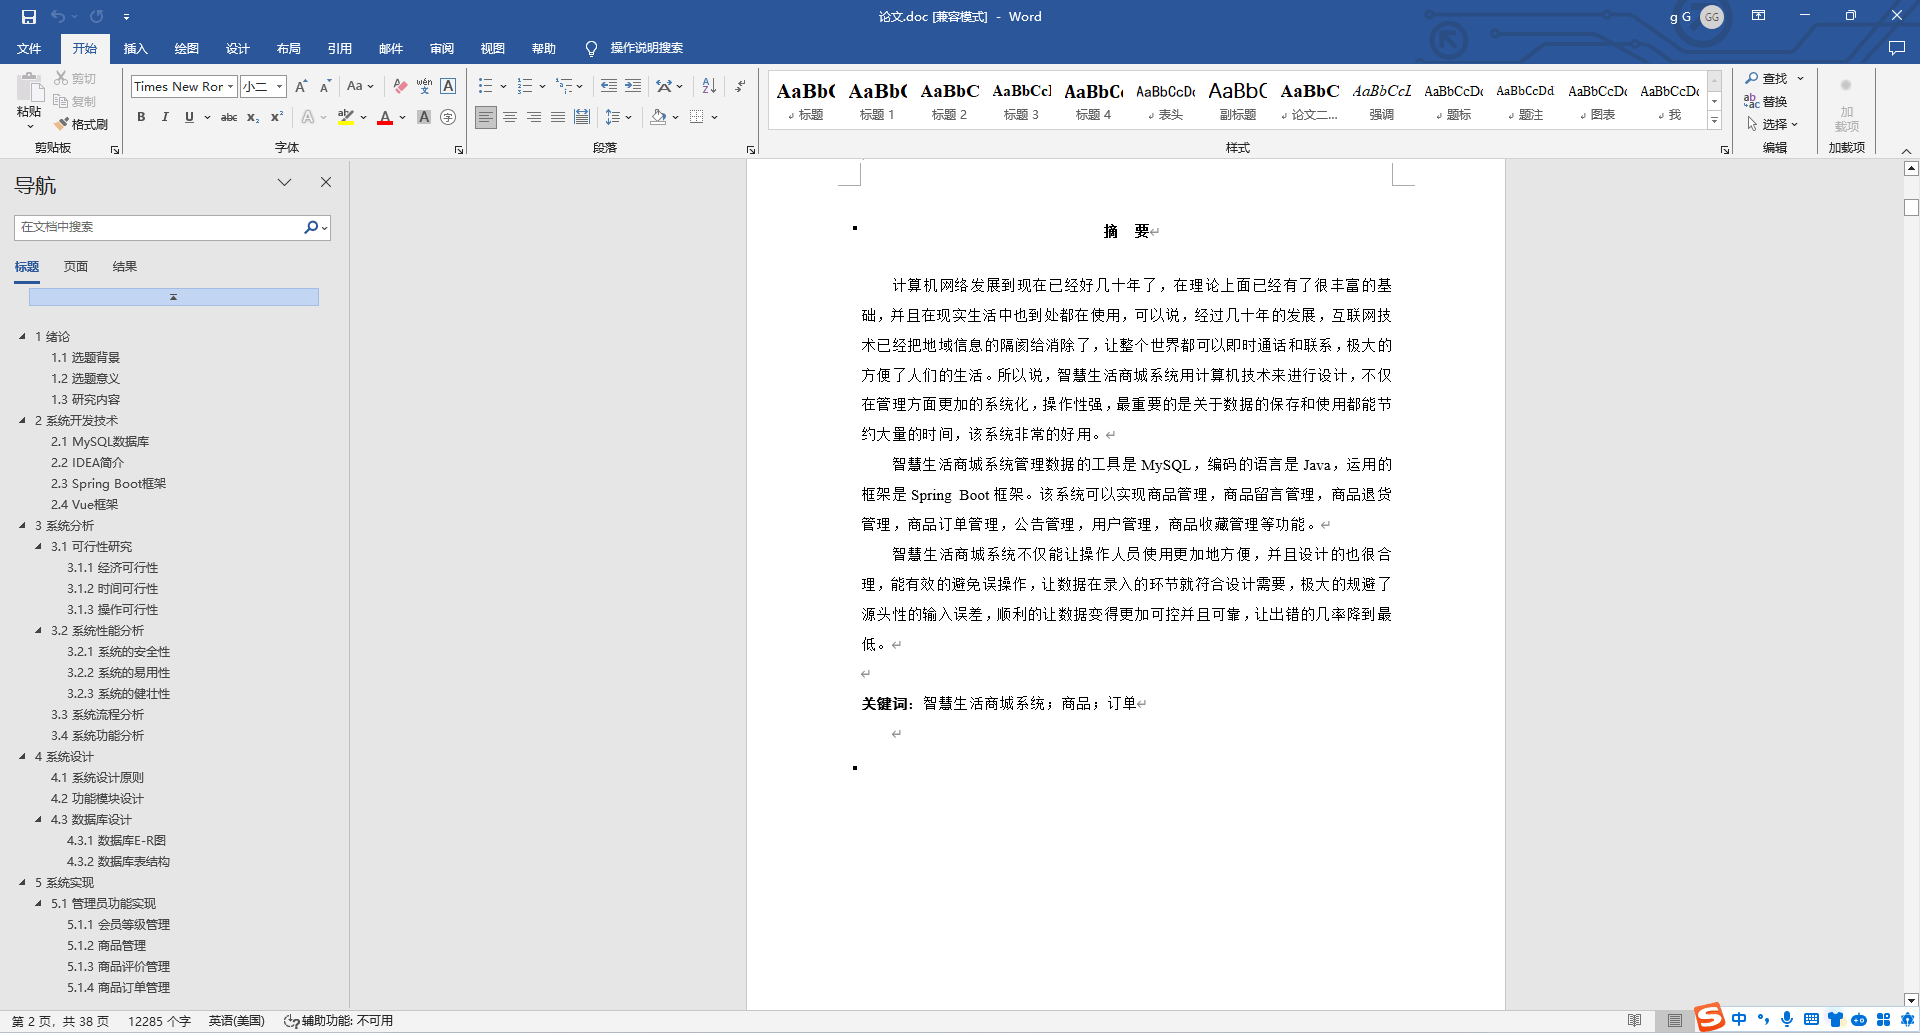 论文.doc [兼容模式] - Word
g G
GG
文件 开始 插入 绘图 设计 布局 引用 邮件 审阅 视图 帮助 操作说明搜索
粘贴
剪切
复制
格式刷
剪贴板
Times New Ror
小二
Aa
wén
文
A
B I U abc x₂ x² A ab A A 字
字体
段落
AaBbC 标题
AaBbC 标题 1
AaBbC 标题 2
AaBbCcI 标题 3
AaBbCc 标题 4
AaBbCcDc 表头
AaBbC 副标题
AaBbC 论文二...
AaBbCcL 强调
AaBbCcDc 题标
AaBbCcDd 题注
AaBbCcDc 图表
AaBbCcDc 我
样式
查找
替换
选择
编辑
加
载项
加载项
导航
在文档中搜索
标题 页面 结果
1 绪论
1.1 选题背景
1.2 选题意义
1.3 研究内容
2 系统开发技术
2.1 MySQL数据库
2.2 IDEA简介
2.3 Spring Boot框架
2.4 Vue框架
3 系统分析
3.1 可行性研究
3.1.1 经济可行性
3.1.2 时间可行性
3.1.3 操作可行性
3.2 系统性能分析
3.2.1 系统的安全性
3.2.2 系统的易用性
3.2.3 系统的健壮性
3.3 系统流程分析
3.4 系统功能分析
4 系统设计
4.1 系统设计原则
4.2 功能模块设计
4.3 数据库设计
4.3.1 数据库E-R图
4.3.2 数据库表结构
5 系统实现
5.1 管理员功能实现
5.1.1 会员等级管理
5.1.2 商品管理
5.1.3 商品评价管理
5.1.4 商品订单管理
摘 要
计算机网络发展到现在已经好几十年了，在理论上面已经有了很丰富的基
础，并且在现实生活中也到处都在使用，可以说，经过几十年的发展，互联网技
术已经把地域信息的隔阂给消除了，让整个世界都可以即时通话和联系，极大的
方便了人们的生活。所以说，智慧生活商城系统用计算机技术来进行设计，不仅
在管理方面更加的系统化，操作性强，最重要的是关于数据的保存和使用都能节
约大量的时间，该系统非常的好用。
智慧生活商城系统管理数据的工具是 MySQL，编码的语言是 Java，运用的
框架是 Spring Boot 框架。该系统可以实现商品管理，商品留言管理，商品退货
管理，商品订单管理，公告管理，用户管理，商品收藏管理等功能。
智慧生活商城系统不仅能让操作人员使用更加地方便，并且设计的也很合
理，能有效的避免误操作，让数据在录入的环节就符合设计需要，极大的规避了
源头性的输入误差，顺利的让数据变得更加可控并且可靠，让出错的几率降到最
低。
关键词：智慧生活商城系统；商品；订单
第 2 页，共 38 页 12285 个字 英语(美国) 辅助功能: 不可用
中